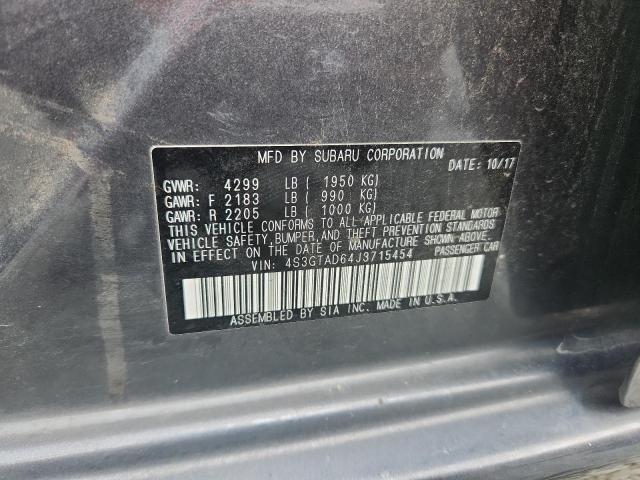 MFD BY SUBARU CORPORATION
DATE: 10/17
GVWR: 4299 LB ( 1950 KG)
GAWR: F 2183 LB ( 990 KG)
GAWR: R 2205 LB ( 1000 KG)
THIS VEHICLE CONFORMS TO ALL APPLICABLE FEDERAL MOTOR
VEHICLE SAFETY, BUMPER, AND THEFT PREVENTION STANDARDS
IN EFFECT ON THE DATE OF MANUFACTURE SHOWN ABOVE.
VIN: 4S3GTAD64J3715454 PASSENGER CAR
ASSEMBLED BY SIA INC. MADE IN U.S.A.